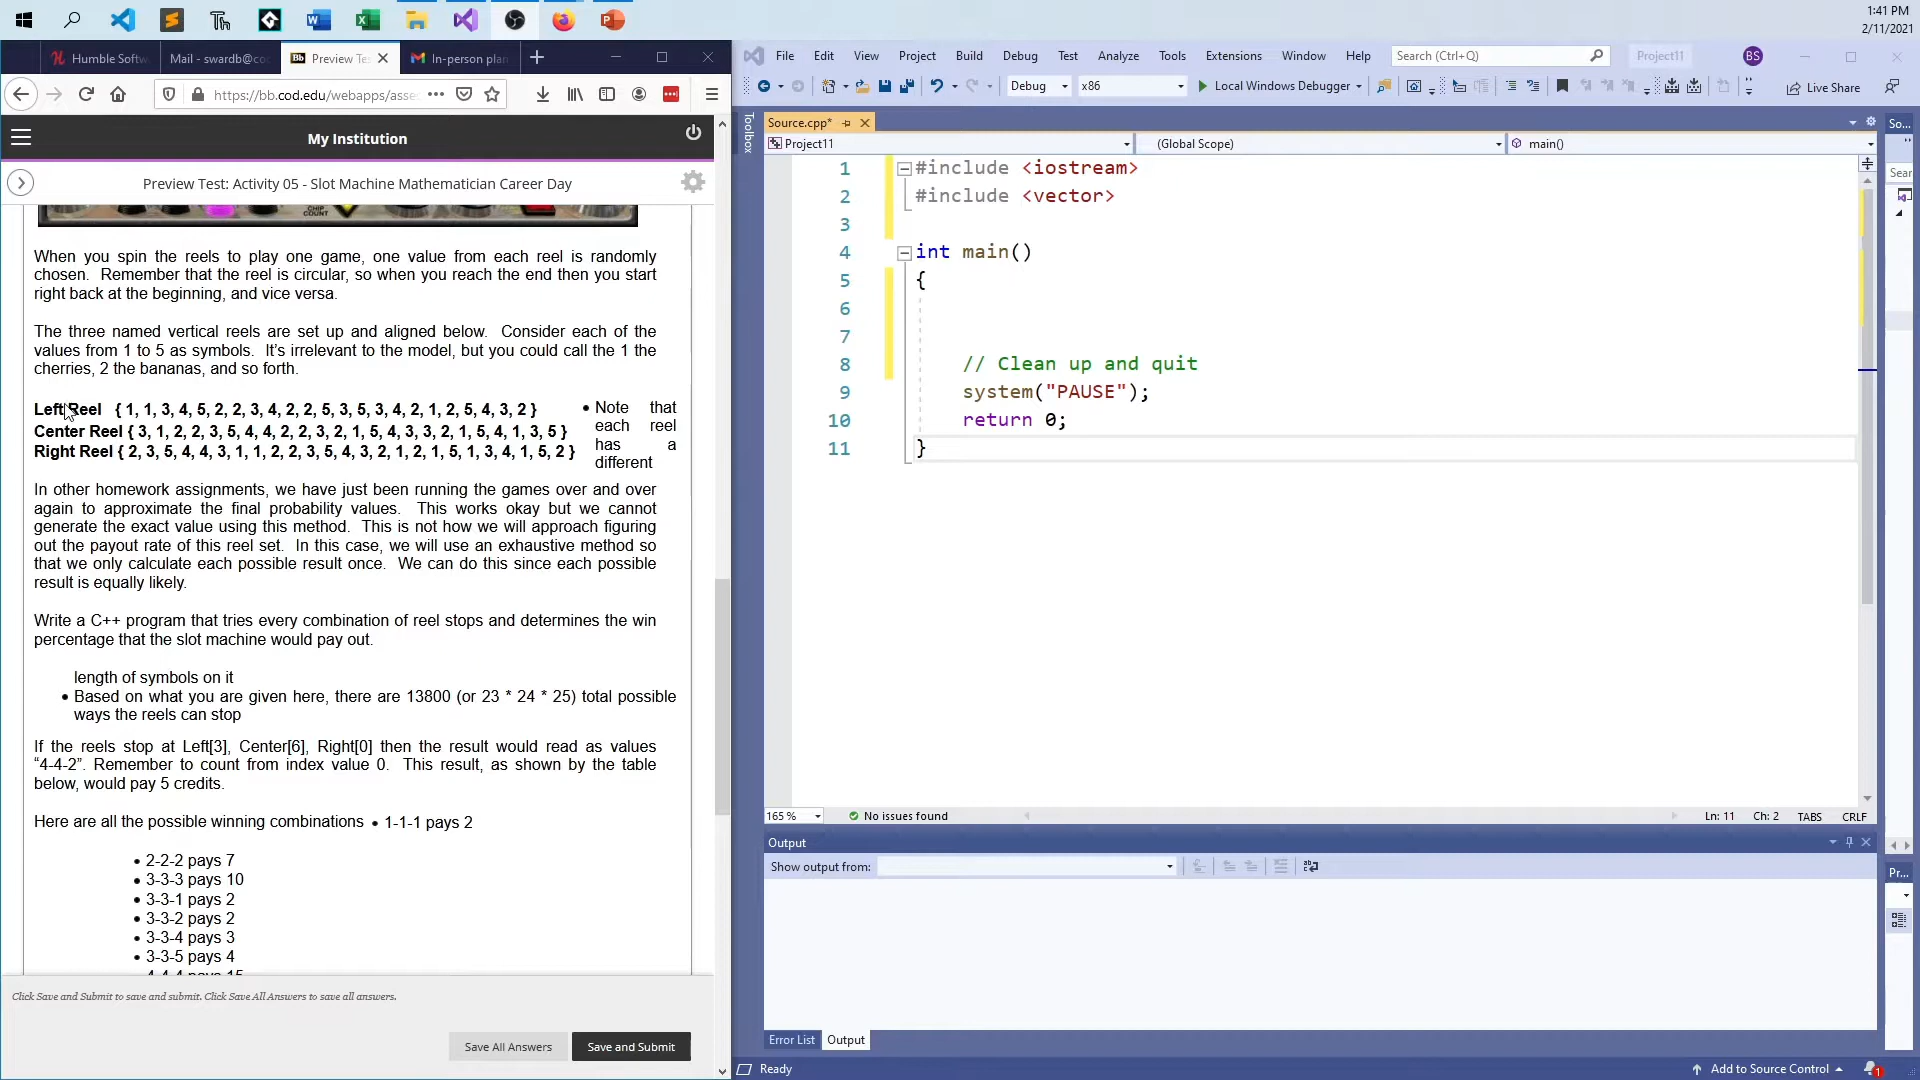 1:41 PM
2/11/2021
Humble Softw
Mail - swardb@co
Preview Te
In-person plan
https://bb.cod.edu/webapps/asse
My Institution
Preview Test: Activity 05 - Slot Machine Mathematician Career Day
CHIP
COUNT
When you spin the reels to play one game, one value from each reel is randomly
chosen. Remember that the reel is circular, so when you reach the end then you start
right back at the beginning, and vice versa.
The three named vertical reels are set up and aligned below. Consider each of the
values from 1 to 5 as symbols. It's irrelevant to the model, but you could call the 1 the
cherries, 2 the bananas, and so forth.
Left Reel { 1, 1, 3, 4, 5, 2, 2, 3, 4, 2, 2, 5, 3, 5, 3, 4, 2, 1, 2, 5, 4, 3, 2 }
Center Reel { 3, 1, 2, 2, 3, 5, 4, 4, 2, 2, 3, 2, 1, 5, 4, 3, 3, 2, 1, 5, 4, 1, 3, 5 }
Right Reel { 2, 3, 5, 4, 4, 3, 1, 1, 2, 2, 3, 5, 4, 3, 2, 1, 2, 1, 5, 1, 3, 4, 1, 5, 2 }
• Note that
each reel
has a
different
In other homework assignments, we have just been running the games over and over
again to approximate the final probability values. This works okay but we cannot
generate the exact value using this method. This is not how we will approach figuring
out the payout rate of this reel set. In this case, we will use an exhaustive method so
that we only calculate each possible result once. We can do this since each possible
result is equally likely.
Write a C++ program that tries every combination of reel stops and determines the win
percentage that the slot machine would pay out.
length of symbols on it
• Based on what you are given here, there are 13800 (or 23 * 24 * 25) total possible
ways the reels can stop
If the reels stop at Left[3], Center[6], Right[0] then the result would read as values
“4-4-2”. Remember to count from index value 0. This result, as shown by the table
below, would pay 5 credits.
Here are all the possible winning combinations • 1-1-1 pays 2
• 2-2-2 pays 7
• 3-3-3 pays 10
• 3-3-1 pays 2
• 3-3-2 pays 2
• 3-3-4 pays 3
• 3-3-5 pays 4
• 4-4-4 pays 15
Click Save and Submit to save and submit. Click Save All Answers to save all answers.
Save All Answers
Save and Submit
File Edit View Project Build Debug Test Analyze Tools Extensions Window Help
Search (Ctrl+Q)
Project11
BS
Debug
x86
Local Windows Debugger
Live Share
Toolbox
Source.cpp*
Project11
(Global Scope)
main()
1 #include <iostream>
2 #include <vector>
3
4 int main()
5 {
6
7
8 // Clean up and quit
9 system("PAUSE");
10 return 0;
11 }
So...
Sear
Pr...
165 %
No issues found
Ln: 11 Ch: 2 TABS CRLF
Output
Show output from:
Error List
Output
Ready
Add to Source Control
1